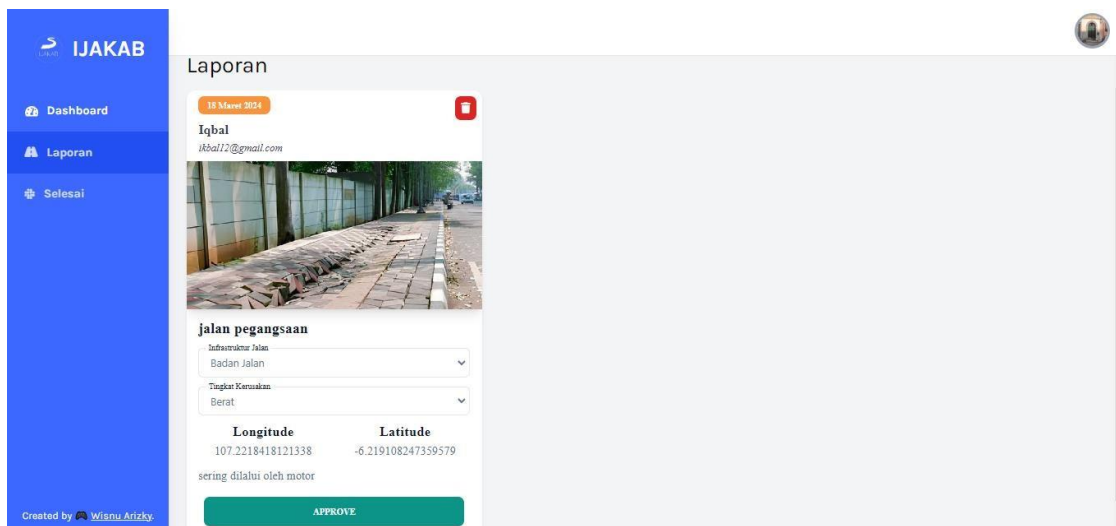 IJAKAB
Dashboard
Laporan
Selesai
Created by Wisnu Arizky.
Laporan
18 Maret 2024
Iqbal
ikbal12@gmail.com
jalan pegangsaan
Infrastruktur Jalan
Badan Jalan
Tingkat Kerusakan
Berat
Longitude Latitude
107.2218418121338 -6.219108247359579
sering dilalui oleh motor
APPROVE